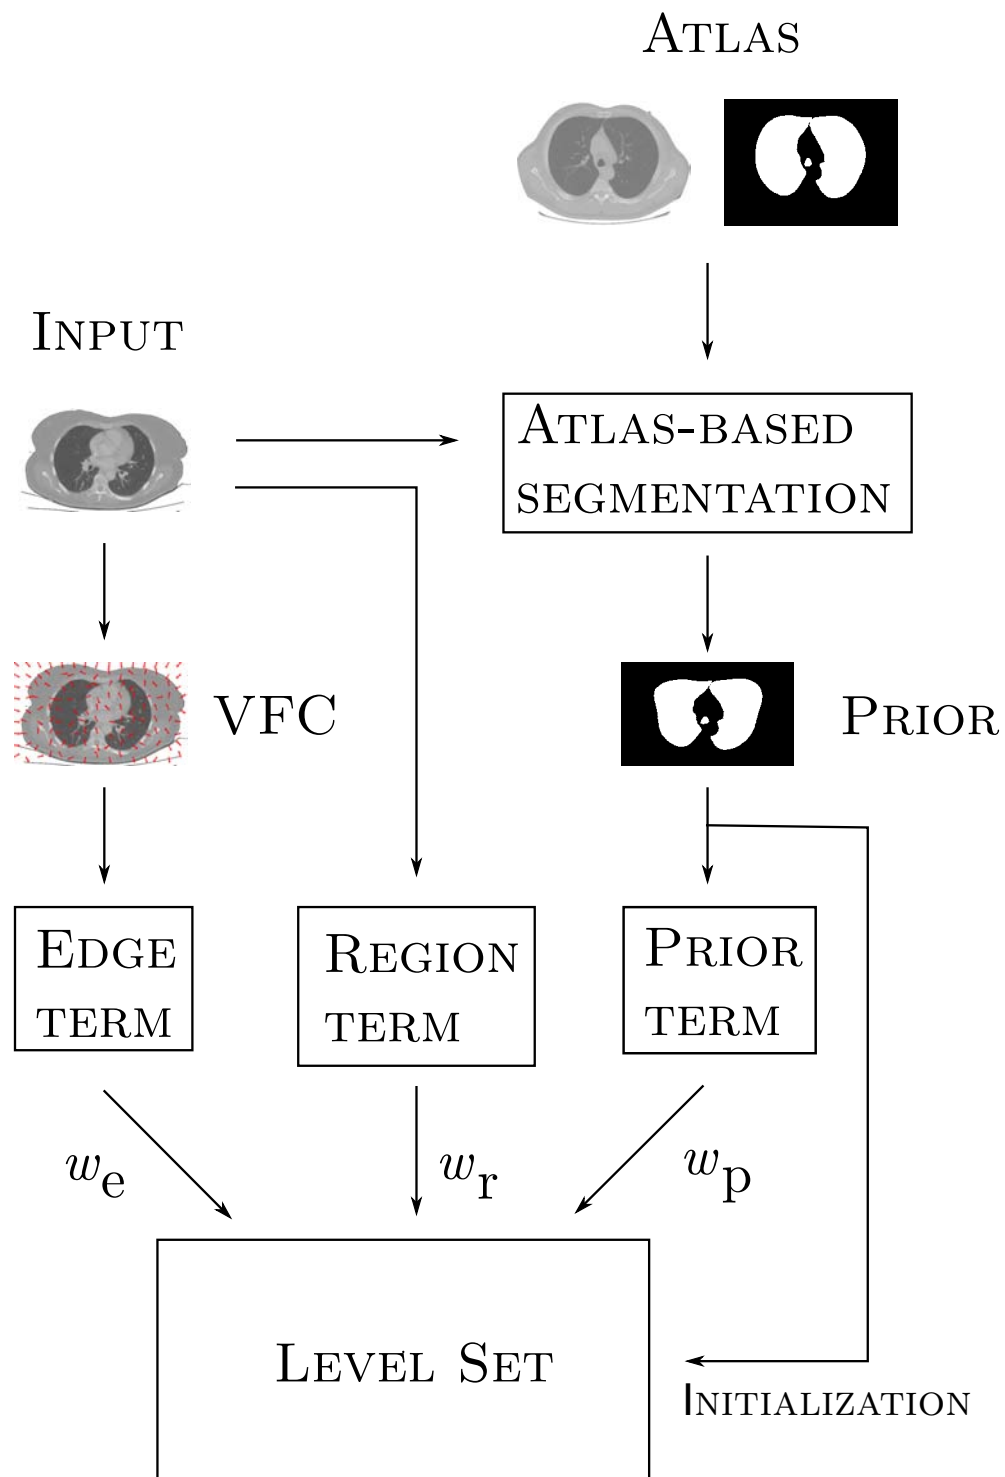 ATLAS
INPUT
ATLAS-BASED
SEGMENTATION
VFC
PRIOR
EDGE
TERM
REGION
TERM
PRIOR
TERM
we
wr
wp
LEVEL SET
INITIALIZATION